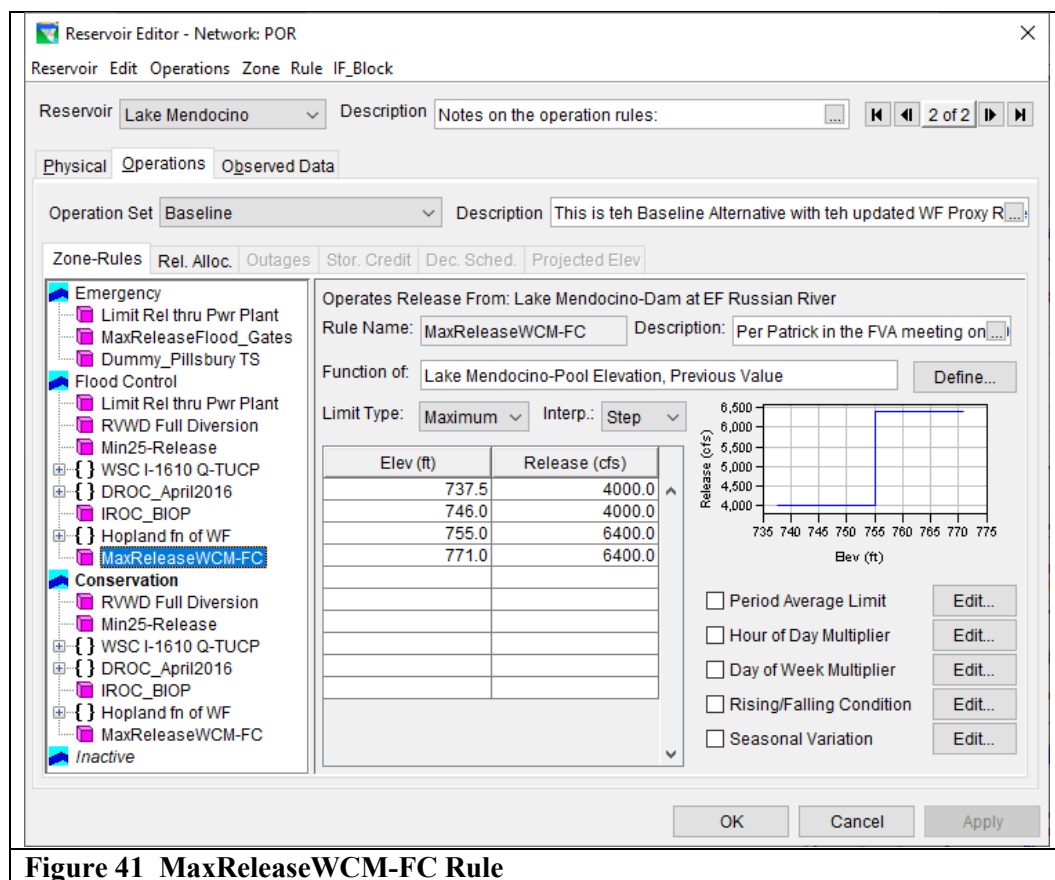 Reservoir Editor - Network: POR
Reservoir Edit Operations Zone Rule IF_Block
Reservoir Lake Mendocino Description Notes on the operation rules: ... 2 of 2
Physical Operations Observed Data
Operation Set Baseline Description This is teh Baseline Alternative with teh updated WF Proxy R ...
Zone-Rules Rel. Alloc. Outages Stor. Credit Dec. Sched. Projected Elev
Emergency
Limit Rel thru Pwr Plant
MaxReleaseFlood_Gates
Dummy_Pillsbury TS
Flood Control
Limit Rel thru Pwr Plant
RVWD Full Diversion
Min25-Release
{ } WSC I-1610 Q-TUCP
{ } DROC_April2016
IROC_BIOP
{ } Hopland fn of WF
MaxReleaseWCM-FC
Conservation
RVWD Full Diversion
Min25-Release
{ } WSC I-1610 Q-TUCP
{ } DROC_April2016
IROC_BIOP
{ } Hopland fn of WF
MaxReleaseWCM-FC
Inactive
Operates Release From: Lake Mendocino-Dam at EF Russian River
Rule Name: MaxReleaseWCM-FC Description: Per Patrick in the FVA meeting on ...
Function of: Lake Mendocino-Pool Elevation, Previous Value Define...
Limit Type: Maximum Interp.: Step
Elev (ft) Release (cfs)
737.5 4000.0
746.0 4000.0
755.0 6400.0
771.0 6400.0
Release (cfs)
6,500
6,000
5,500
5,000
4,500
4,000
735 740 745 750 755 760 765 770 775
Elev (ft)
Period Average Limit Edit...
Hour of Day Multiplier Edit...
Day of Week Multiplier Edit...
Rising/Falling Condition Edit...
Seasonal Variation Edit...
OK Cancel Apply
Figure 41 MaxReleaseWCM-FC Rule